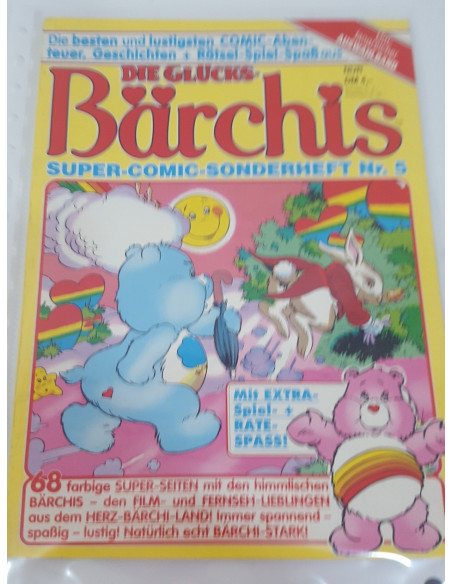 Die besten und lustigsten COMIC-Aben-
teuer, Geschichten + Rätsel-Spiel-Spaß aus
DIE GLÜCKS-
Bärchis
SUPER-COMIC-SONDERHEFT Nr. 5
Mit EXTRA-
Spiel- +
RATE-
SPASS!
68 farbige SUPER-SEITEN mit den himmlischen
BÄRCHIS – den FILM- und FERNSEH-LIEBLINGEN
aus dem HERZ-BÄRCHI-LAND! Immer spannend –
spaßig – lustig! Natürlich echt BÄRCHI-STARK!